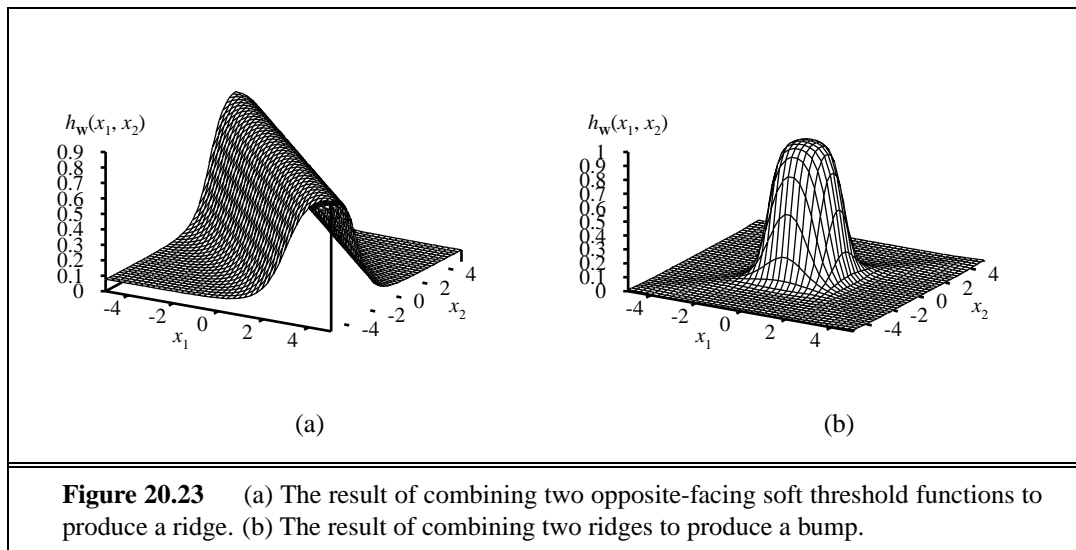 h_W(x_1, x_2)
0.9
0.8
0.7
0.6
0.5
0.4
0.3
0.2
0.1
0
-4 -2 0 2 4
x_1
-4 -2 0 2 4
x_2
(a)
h_W(x_1, x_2)
1
0.9
0.8
0.7
0.6
0.5
0.4
0.3
0.2
0.1
0
-4 -2 0 2 4
x_1
-4 -2 0 2 4
x_2
(b)
Figure 20.23 (a) The result of combining two opposite-facing soft threshold functions to
produce a ridge. (b) The result of combining two ridges to produce a bump.